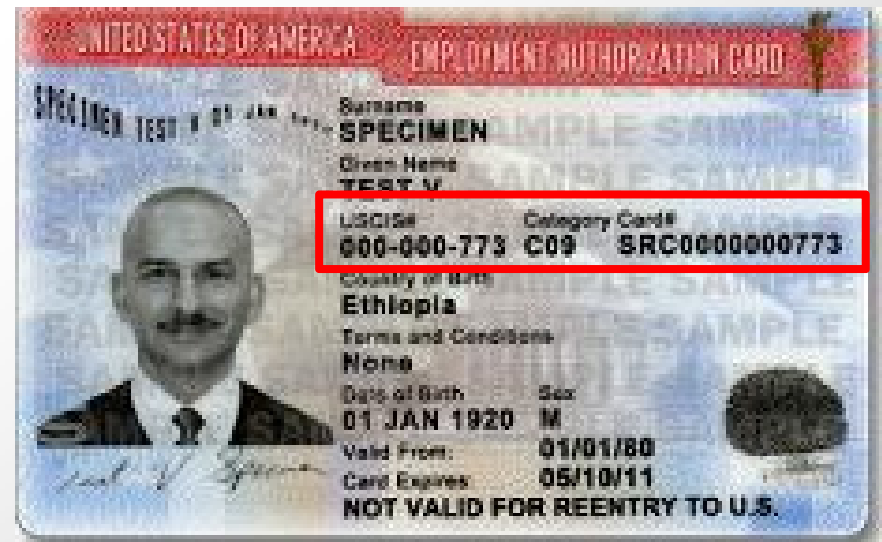 UNITED STATES OF AMERICA EMPLOYMENT AUTHORIZATION CARD
SPECIMEN TEST V 01 JAN
Surname
SPECIMEN
Given Name
TEST V
USCIS# Category Card#
000-000-773 C09 SRC0000000773
Country of Birth
Ethiopia
Terms and Conditions
None
Date of Birth Sex
01 JAN 1920 M
Valid From: 01/01/80
Card Expires 05/10/11
NOT VALID FOR REENTRY TO U.S.
Test V Specimen